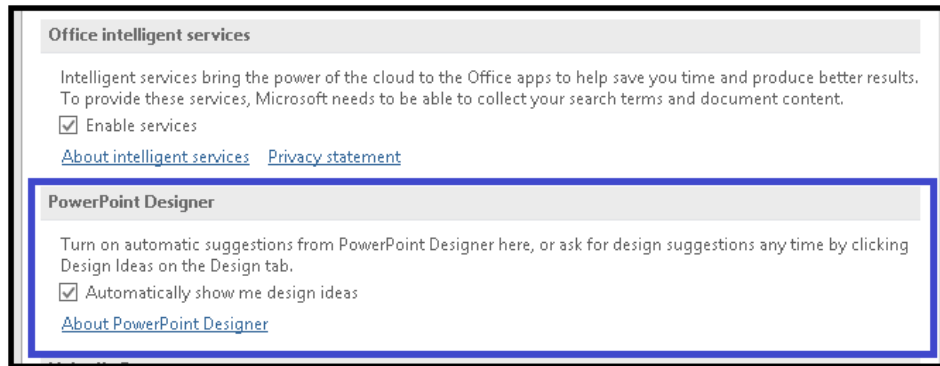 Office intelligent services
Intelligent services bring the power of the cloud to the Office apps to help save you time and produce better results.
To provide these services, Microsoft needs to be able to collect your search terms and document content.
Enable services
About intelligent services Privacy statement
PowerPoint Designer
Turn on automatic suggestions from PowerPoint Designer here, or ask for design suggestions any time by clicking
Design Ideas on the Design tab.
Automatically show me design ideas
About PowerPoint Designer